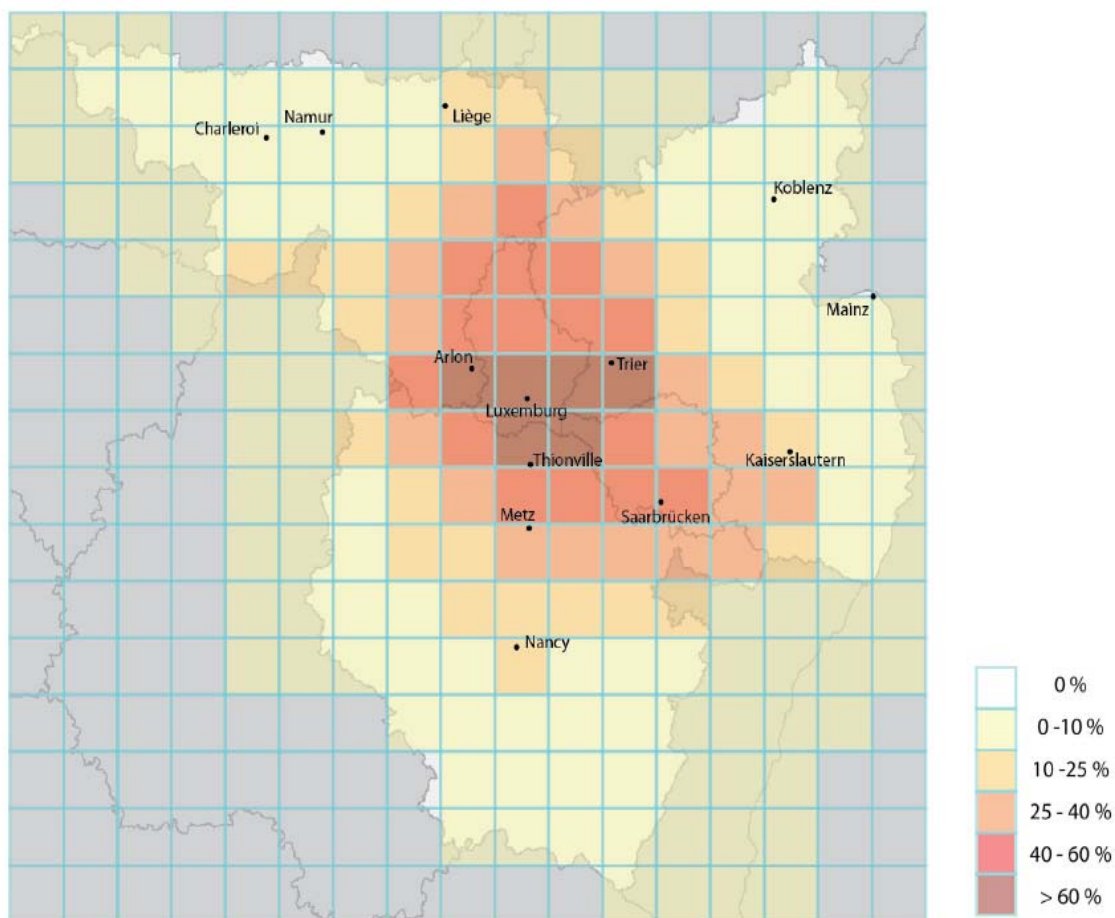 Liège
Namur
Charleroi
Koblenz
Mainz
Arlon
Trier
Luxemburg
Kaiserslautern
Thionville
Metz
Saarbrücken
Nancy
0 %
0 -10 %
10 -25 %
25 - 40 %
40 - 60 %
> 60 %